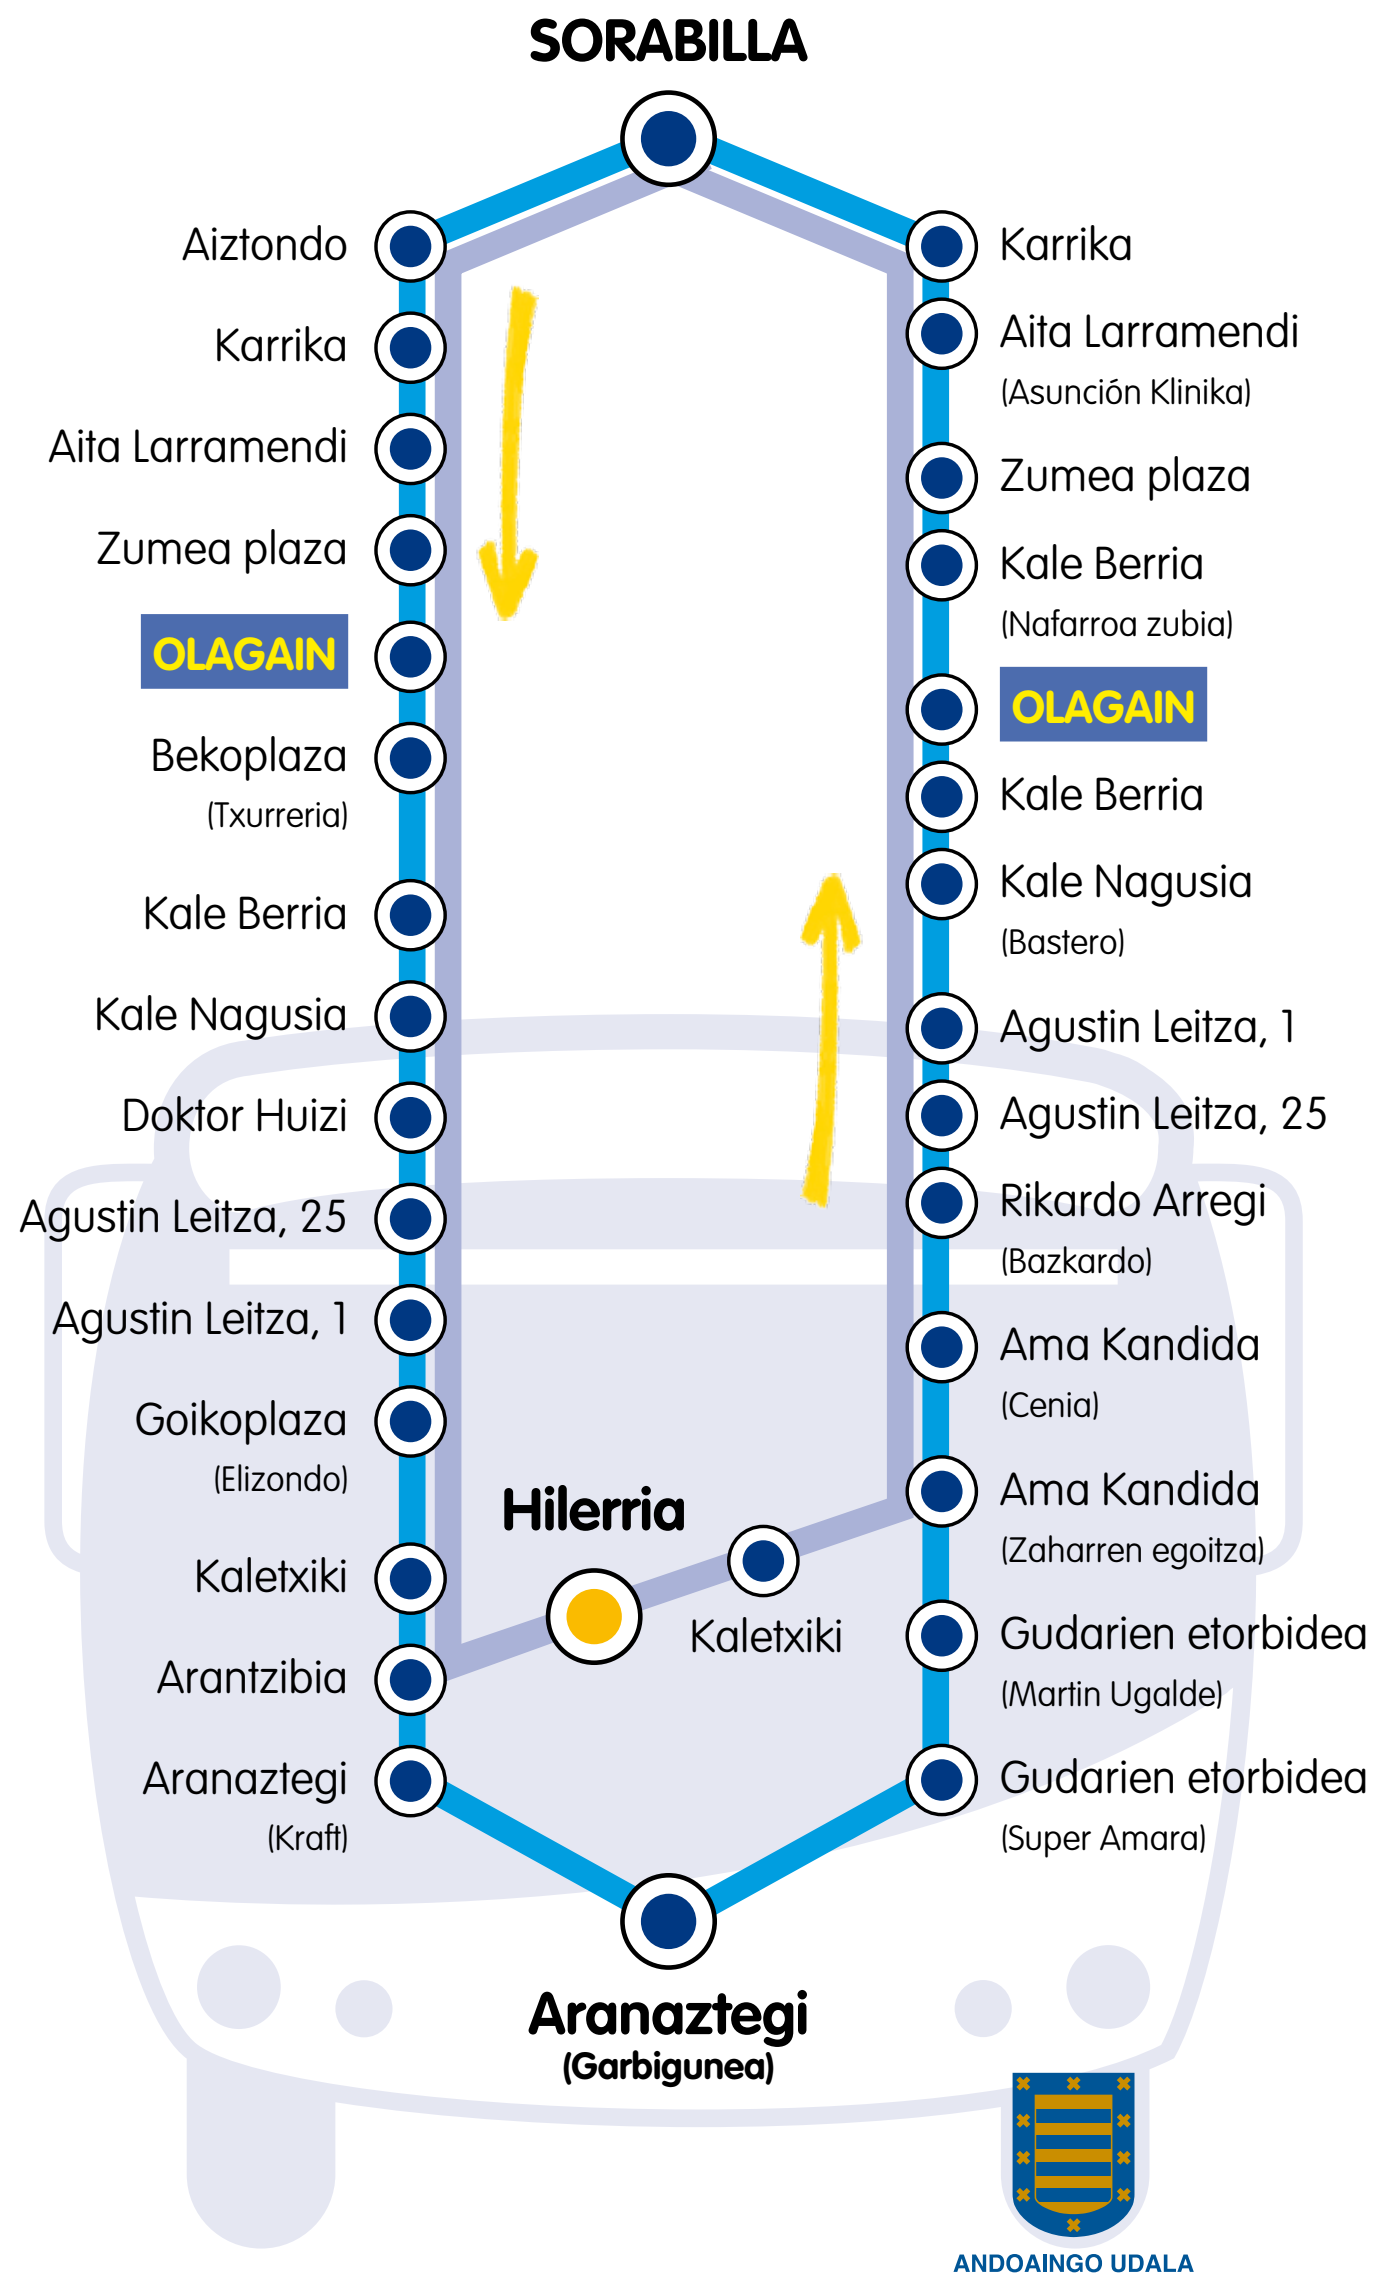 SORABILLA
Aiztondo
Karrika
Aita Larramendi
Zumea plaza
OLAGAIN
Bekoplaza
(Txurreria)
Kale Berria
Kale Nagusia
Doktor Huizi
Agustin Leitza, 25
Agustin Leitza, 1
Goikoplaza
(Elizondo)
Kaletxiki
Arantzibia
Aranaztegi
(Kraft)
Hilerria
Kaletxiki
Karrika
Aita Larramendi
(Asunción Klinika)
Zumea plaza
Kale Berria
(Nafarroa zubia)
OLAGAIN
Kale Berria
Kale Nagusia
(Bastero)
Agustin Leitza, 1
Agustin Leitza, 25
Rikardo Arregi
(Bazkardo)
Ama Kandida
(Cenia)
Ama Kandida
(Zaharren egoitza)
Gudarien etorbidea
(Martin Ugalde)
Gudarien etorbidea
(Super Amara)
Aranaztegi
(Garbigunea)
ANDOAINGO UDALA